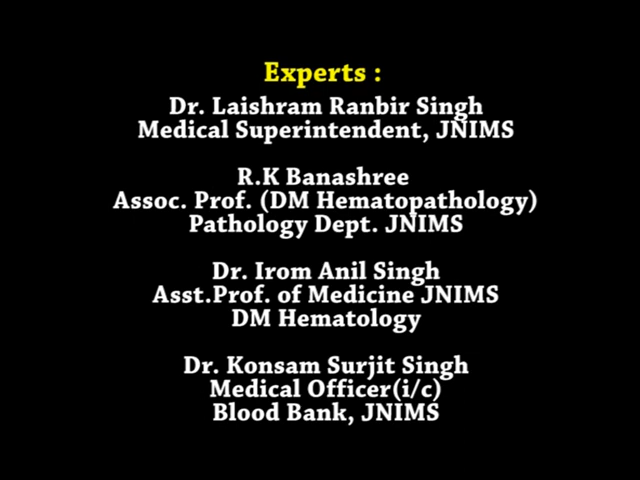 Experts :
Dr. Laishram Ranbir Singh
Medical Superintendent, JNIMS
R.K Banashree
Assoc. Prof. (DM Hematopathology)
Pathology Dept. JNIMS
Dr. Irom Anil Singh
Asst.Prof. of Medicine JNIMS
DM Hematology
Dr. Konsam Surjit Singh
Medical Officer(i/c)
Blood Bank, JNIMS